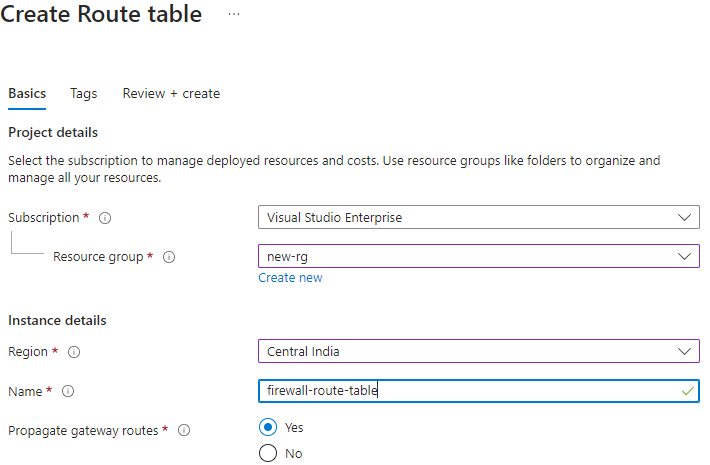 Create Route table ...
Basics Tags Review + create
Project details
Select the subscription to manage deployed resources and costs. Use resource groups like folders to organize and
manage all your resources.
Subscription * Visual Studio Enterprise
Resource group * new-rg
Create new
Instance details
Region * Central India
Name * firewall-route-table
Propagate gateway routes * Yes
No